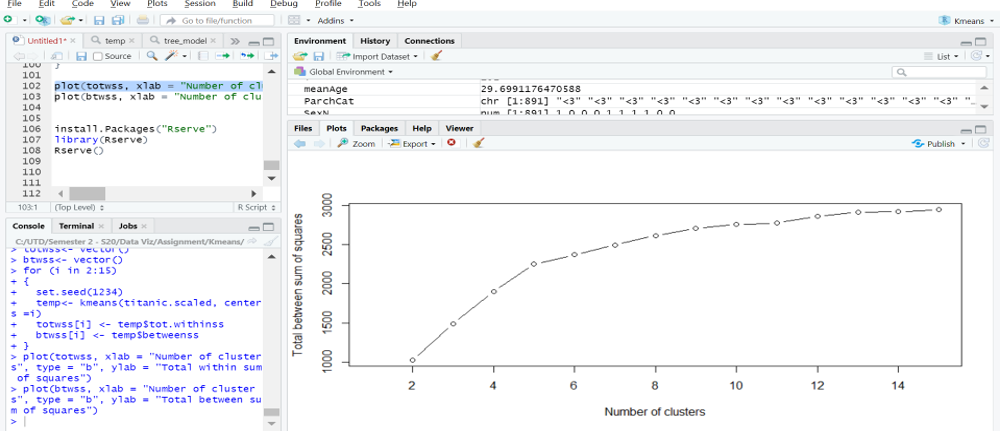 File Edit Code View Plots Session Build Debug Profile Tools Help
Go to file/function Addins Kmeans
Untitled1* temp tree_model
Source
100 }
101
102 plot(totwss, xlab = "Number of cl
103 plot(btwss, xlab = "Number of clu
104
105
106 install.Packages("Rserve")
107 library(Rserve)
108 Rserve()
109
110
111
112
103:1 (Top Level) R Script
Console Terminal Jobs
C:/UTD/Semester 2 - S20/Data Viz/Assignment/Kmeans/
> totwss<- vector()
> btwss<- vector()
> for (i in 2:15)
+ {
+ set.seed(1234)
+ temp<- kmeans(titanic.scaled, center
s =i)
+ totwss[i] <- temp$tot.withinss
+ btwss[i] <- temp$betweenss
+ }
> plot(totwss, xlab = "Number of cluster
s", type = "b", ylab = "Total within sum
of squares")
> plot(btwss, xlab = "Number of cluster
s", type = "b", ylab = "Total between su
m of squares")
>
Environment History Connections
Import Dataset List
Global Environment
meanAge 29.6991176470588
ParchCat chr [1:891] "<3" "<3" "<3" "<3" "<3" "<3" "<3" "<3" "<3" "…
SexN num [1:891] 1 0 0 0 1 1 1 1 0 0
Files Plots Packages Help Viewer
Zoom Export Publish
Total between sum of squares
3000
2500
2000
1500
1000
2 4 6 8 10 12 14
Number of clusters